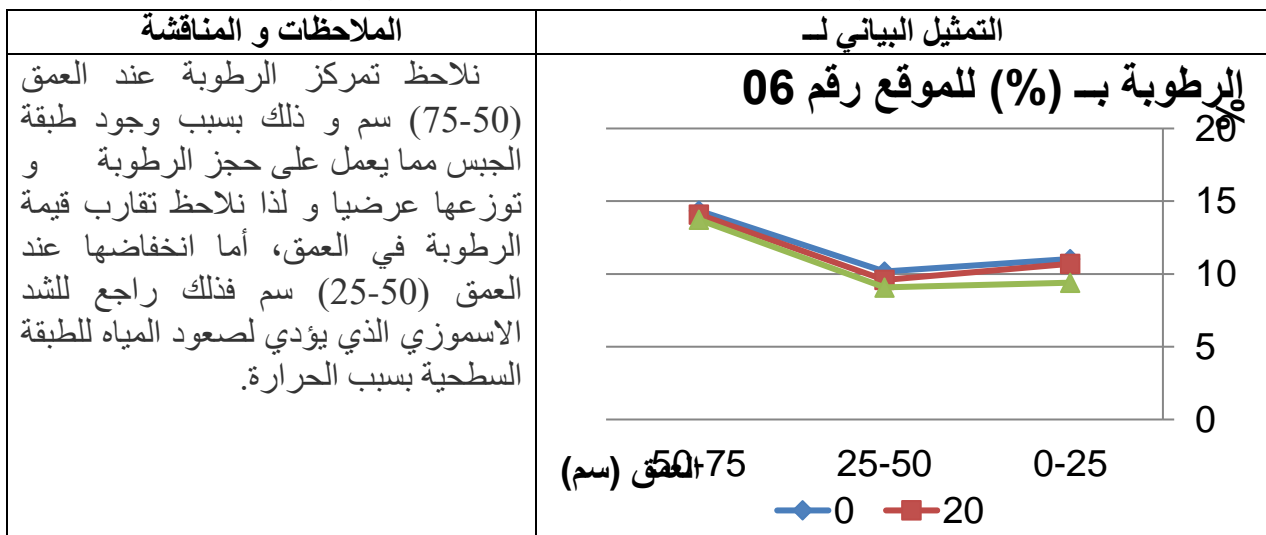 الملاحظات و المناقشة
التمثيل البياني لــ
نلاحظ تمركز الرطوبة عند العمق
(50-75) سم و ذلك بسبب وجود طبقة
الجبس مما يعمل على حجز الرطوبة و
توزعها عرضيا و لذا نلاحظ تقارب قيمة
الرطوبة في العمق، أما انخفاضها عند
العمق (25-50) سم فذلك راجع للشد
الاسموزي الذي يؤدي لصعود المياه للطبقة
السطحية بسبب الحرارة.
الرطوبة بــ (%) للموقع رقم 06
%
20
15
10
5
0
0-25
25-50
50-75
العمق (سم)
0
20